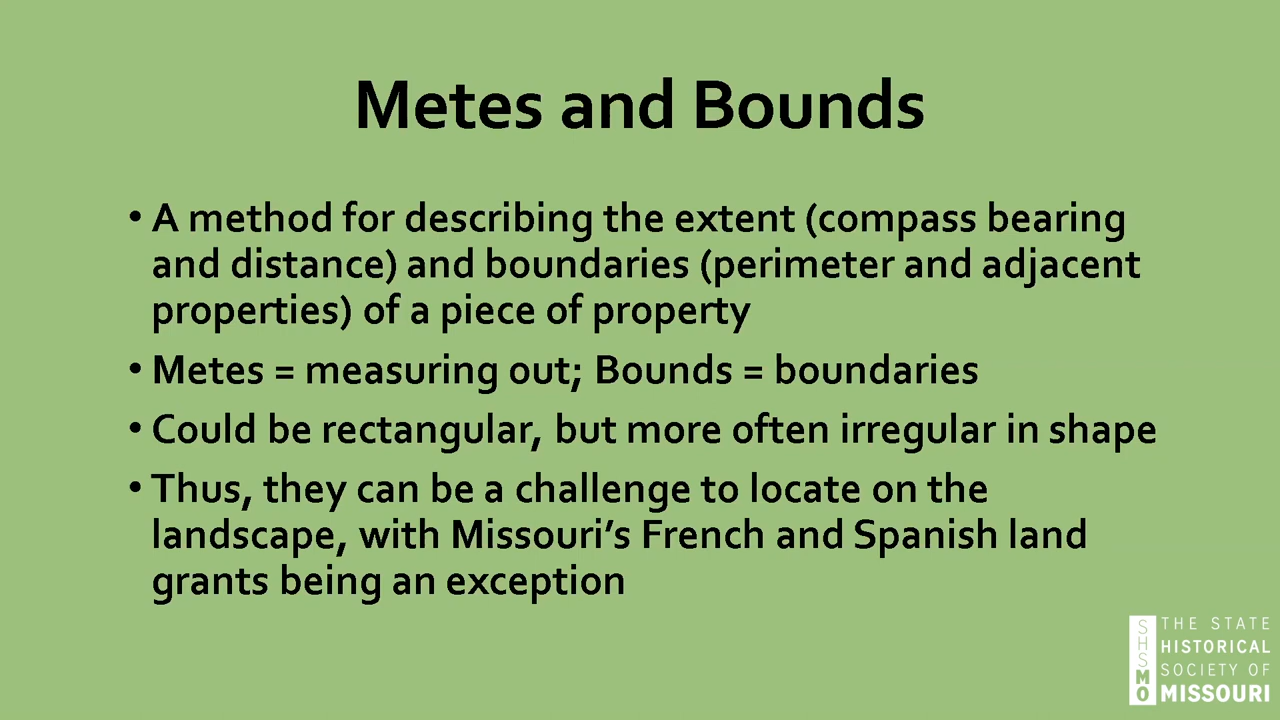 Metes and Bounds
• A method for describing the extent (compass bearing
and distance) and boundaries (perimeter and adjacent
properties) of a piece of property
• Metes = measuring out; Bounds = boundaries
• Could be rectangular, but more often irregular in shape
• Thus, they can be a challenge to locate on the
landscape, with Missouri’s French and Spanish land
grants being an exception
SHSMO
THE STATE
HISTORICAL
SOCIETY OF
MISSOURI